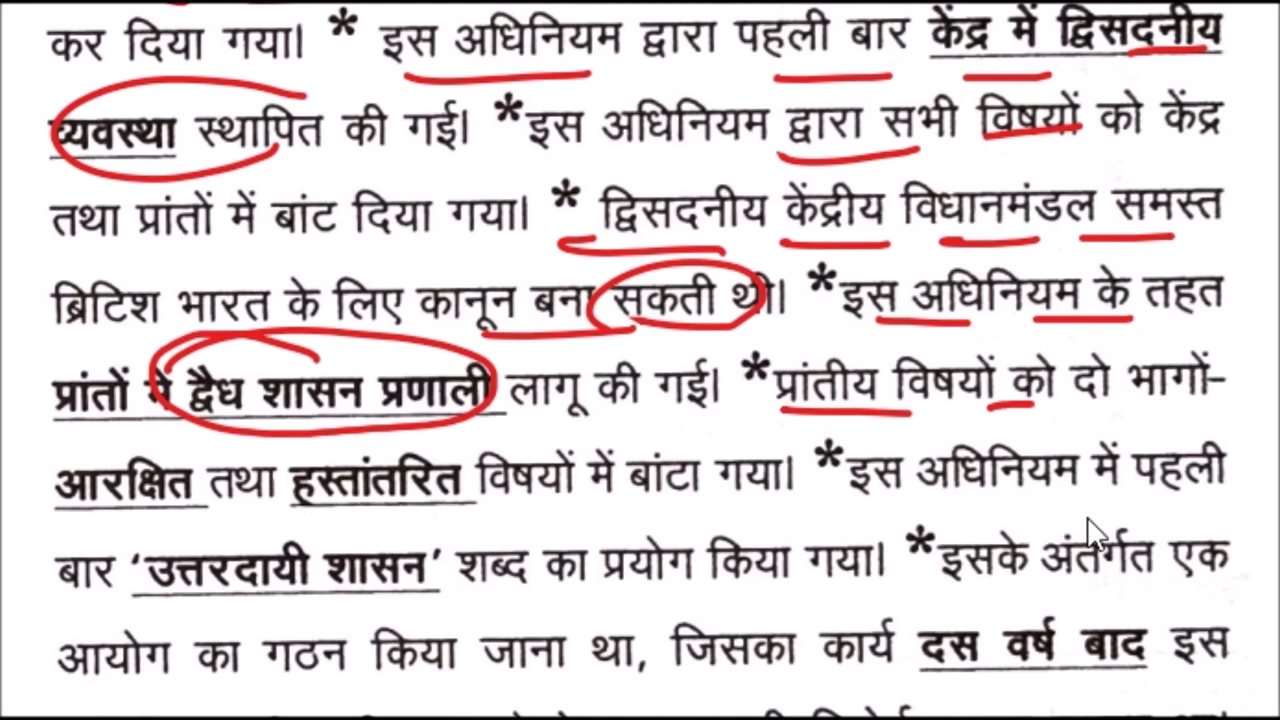 कर दिया गया। * इस अधिनियम द्वारा पहली बार केंद्र में द्विसदनीय
व्यवस्था स्थापित की गई। *इस अधिनियम द्वारा सभी विषयों को केंद्र
तथा प्रांतों में बांट दिया गया। * द्विसदनीय केंद्रीय विधानमंडल समस्त
ब्रिटिश भारत के लिए कानून बना सकती थी। *इस अधिनियम के तहत
प्रांतों में द्वैध शासन प्रणाली लागू की गई। *प्रांतीय विषयों को दो भागों-
आरक्षित तथा हस्तांतरित विषयों में बांटा गया। *इस अधिनियम में पहली
बार ‘उत्तरदायी शासन’ शब्द का प्रयोग किया गया। *इसके अंतर्गत एक
आयोग का गठन किया जाना था, जिसका कार्य दस वर्ष बाद इस